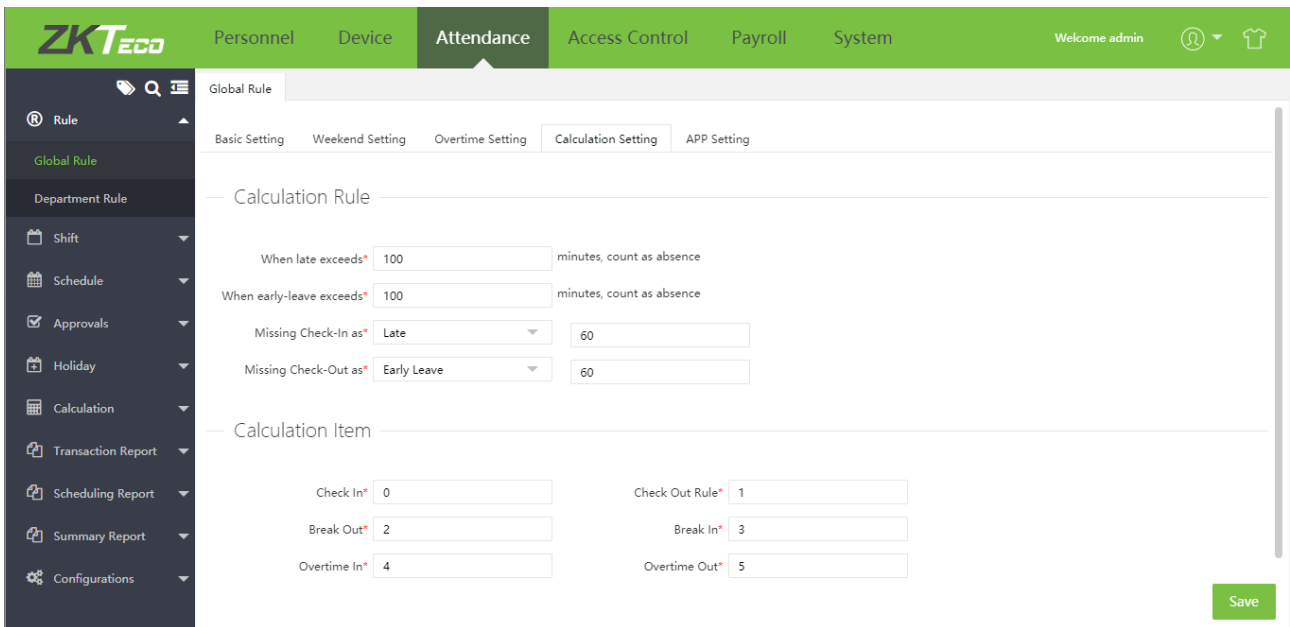 ZKTeco Personnel Device Attendance Access Control Payroll System Welcome admin
Global Rule
® Rule
Basic Setting Weekend Setting Overtime Setting Calculation Setting APP Setting
Global Rule
Department Rule
Calculation Rule
Shift
When late exceeds* 100 minutes, count as absence
Schedule
When early-leave exceeds* 100 minutes, count as absence
Approvals
Missing Check-In as* Late 60
Holiday
Missing Check-Out as* Early Leave 60
Calculation
Calculation Item
Transaction Report
Scheduling Report
Check In* 0 Check Out Rule* 1
Summary Report
Break Out* 2 Break In* 3
Overtime In* 4 Overtime Out* 5
Configurations
Save